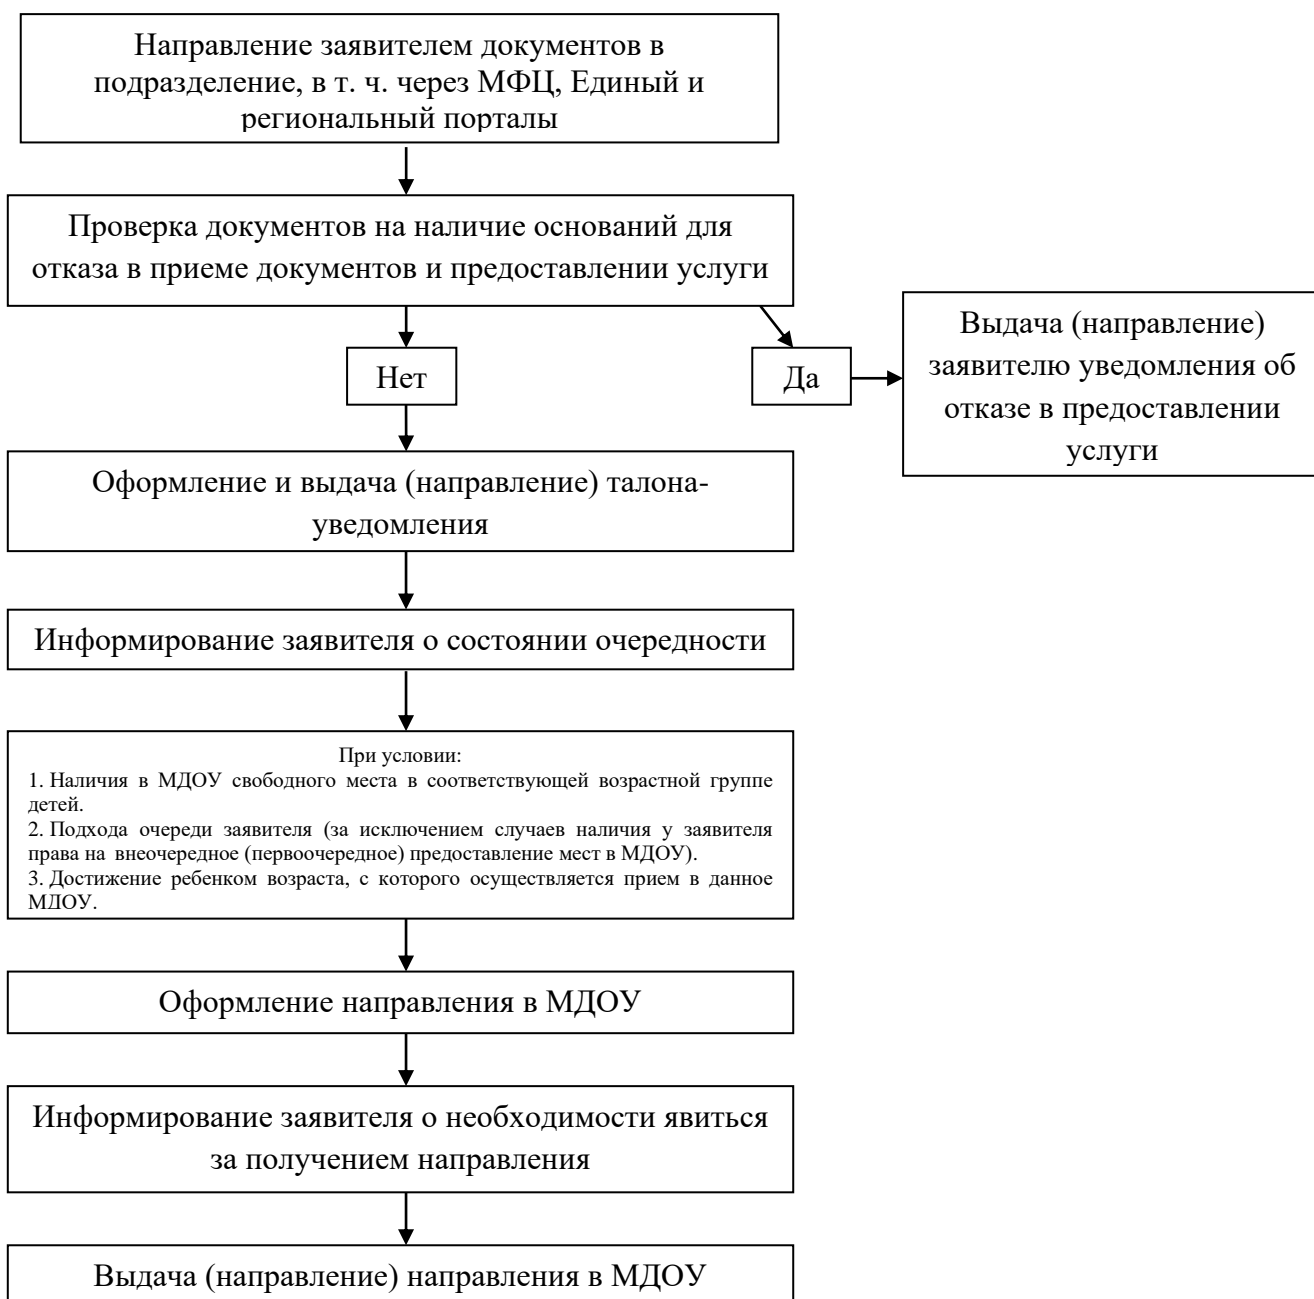 Направление заявителем документов в
подразделение, в т. ч. через МФЦ, Единый и
региональный порталы
Проверка документов на наличие оснований для
отказа в приеме документов и предоставлении услуги
Нет
Да
Выдача (направление)
заявителю уведомления об
отказе в предоставлении
услуги
Оформление и выдача (направление) талона-
уведомления
Информирование заявителя о состоянии очередности
При условии:
1. Наличия в МДОУ свободного места в соответствующей возрастной группе
детей.
2. Подхода очереди заявителя (за исключением случаев наличия у заявителя
права на внеочередное (первоочередное) предоставление мест в МДОУ).
3. Достижение ребенком возраста, с которого осуществляется прием в данное
МДОУ.
Оформление направления в МДОУ
Информирование заявителя о необходимости явиться
за получением направления
Выдача (направление) направления в МДОУ